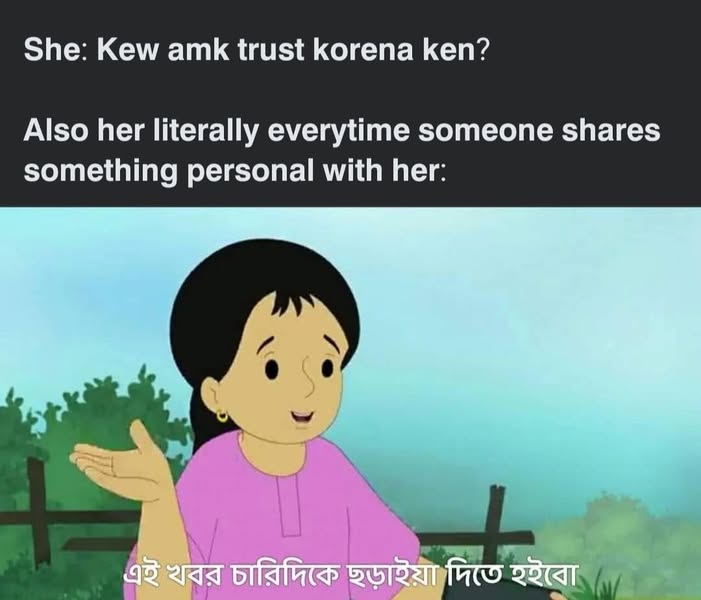 She: Kew amk trust korena ken?
Also her literally everytime someone shares
something personal with her:
এই খবর চারিদিকে ছড়াইয়া দিতে হইবো